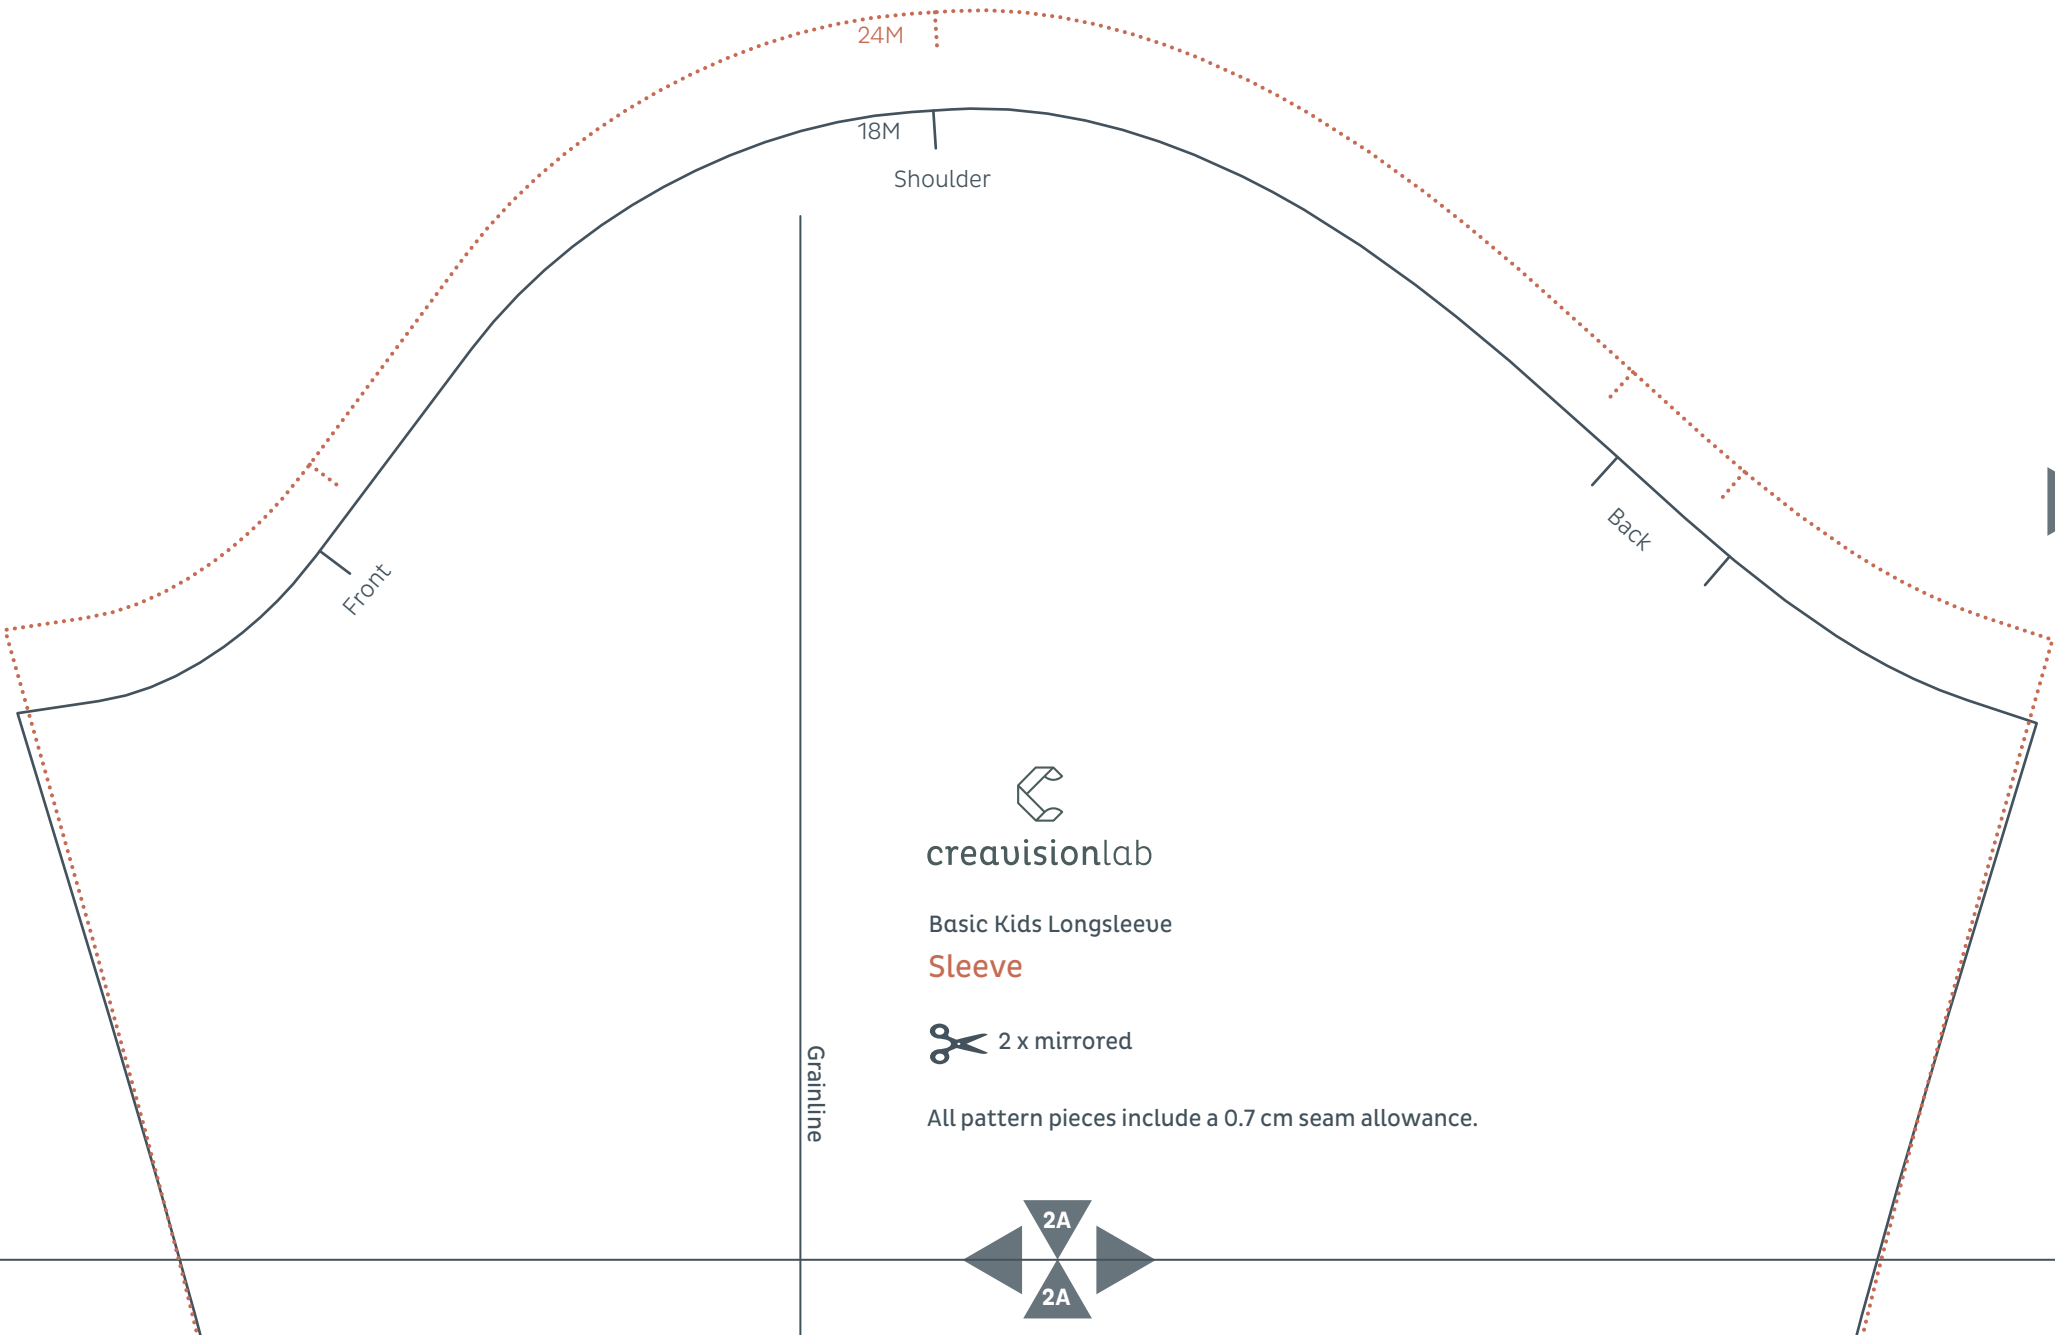 24M
18M
Shoulder
Front
Back
creavisionlab
Basic Kids Longsleeve
Sleeve
2 x mirrored
Grainline
All pattern pieces include a 0.7 cm seam allowance.
2A
2A